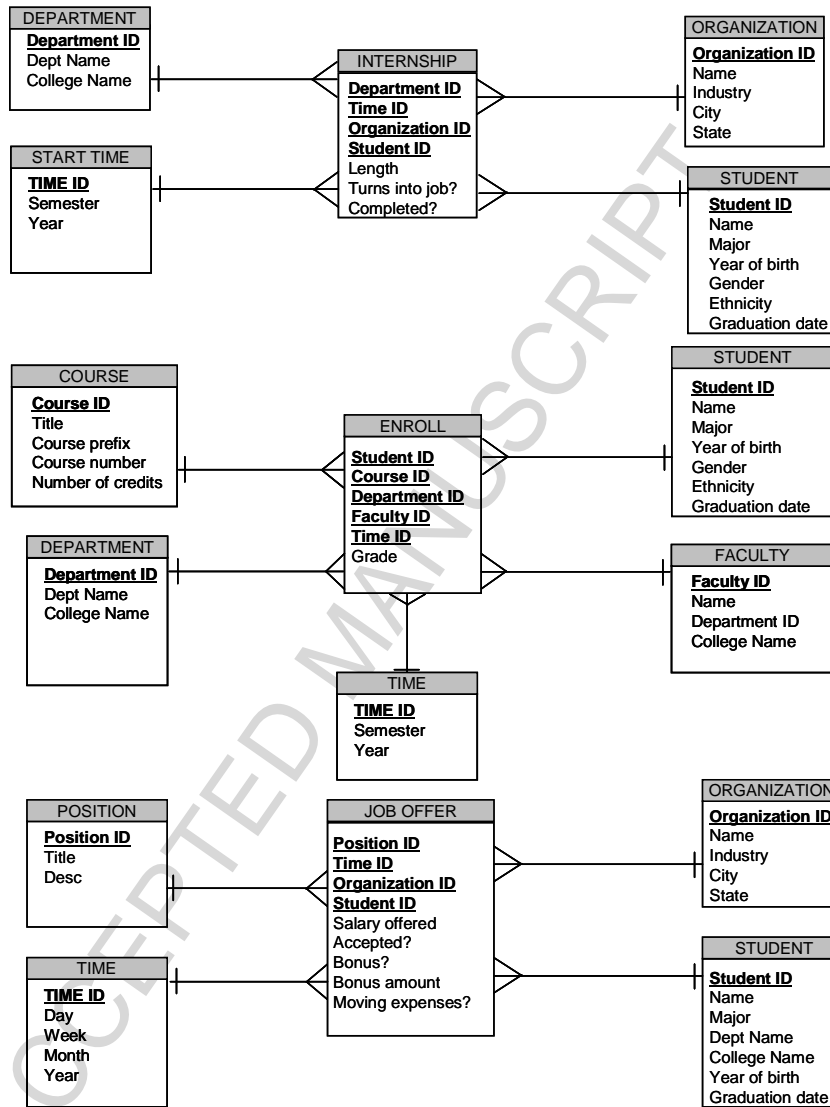 DEPARTMENT
Department ID
Dept Name
College Name
INTERNSHIP
Department ID
Time ID
Organization ID
Student ID
Length
Turns into job?
Completed?
ORGANIZATION
Organization ID
Name
Industry
City
State
START TIME
TIME ID
Semester
Year
STUDENT
Student ID
Name
Major
Year of birth
Gender
Ethnicity
Graduation date
COURSE
Course ID
Title
Course prefix
Course number
Number of credits
ENROLL
Student ID
Course ID
Department ID
Faculty ID
Time ID
Grade
STUDENT
Student ID
Name
Major
Year of birth
Gender
Ethnicity
Graduation date
DEPARTMENT
Department ID
Dept Name
College Name
FACULTY
Faculty ID
Name
Department ID
College Name
TIME
TIME ID
Semester
Year
POSITION
Position ID
Title
Desc
JOB OFFER
Position ID
Time ID
Organization ID
Student ID
Salary offered
Accepted?
Bonus?
Bonus amount
Moving expenses?
ORGANIZATION
Organization ID
Name
Industry
City
State
TIME
TIME ID
Day
Week
Month
Year
STUDENT
Student ID
Name
Major
Dept Name
College Name
Year of birth
Graduation date
CCEPTED MANUSCRIPT